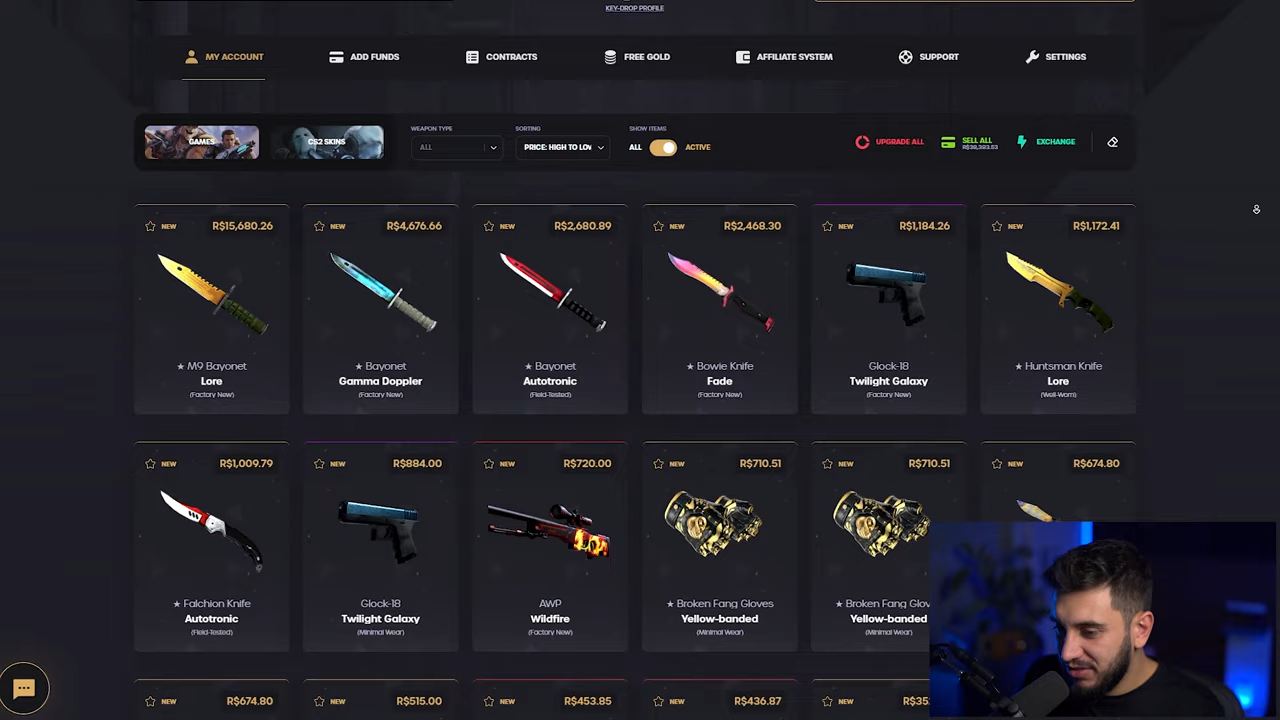 KEY-DROP PROFILE
MY ACCOUNT
ADD FUNDS
CONTRACTS
FREE GOLD
AFFILIATE SYSTEM
SUPPORT
SETTINGS
GAMES
CS2 SKINS
WEAPON TYPE
ALL
SORTING
PRICE: HIGH TO LOW
SHOW ITEMS
ALL
ACTIVE
UPGRADE ALL
SELL ALL
EXCHANGE
NEW R$15,680.26
NEW R$4,676.66
NEW R$2,680.89
NEW R$2,468.30
NEW R$1,184.26
NEW R$1,172.41
★ M9 Bayonet
Lore
(Factory New)
★ Bayonet
Gamma Doppler
(Factory New)
★ Bayonet
Autotronic
(Field-Tested)
★ Bowie Knife
Fade
(Factory New)
Glock-18
Twilight Galaxy
(Factory New)
★ Huntsman Knife
Lore
(Well-Worn)
NEW R$1,009.79
NEW R$884.00
NEW R$720.00
NEW R$710.51
NEW R$710.51
NEW R$674.80
★ Falchion Knife
Autotronic
(Field-Tested)
Glock-18
Twilight Galaxy
(Minimal Wear)
AWP
Wildfire
(Factory New)
★ Broken Fang Gloves
Yellow-banded
(Minimal Wear)
★ Broken Fang Glov
Yellow-banded
(Minimal Wear)
NEW R$674.80
NEW R$515.00
NEW R$453.85
NEW R$436.87
NEW R$35